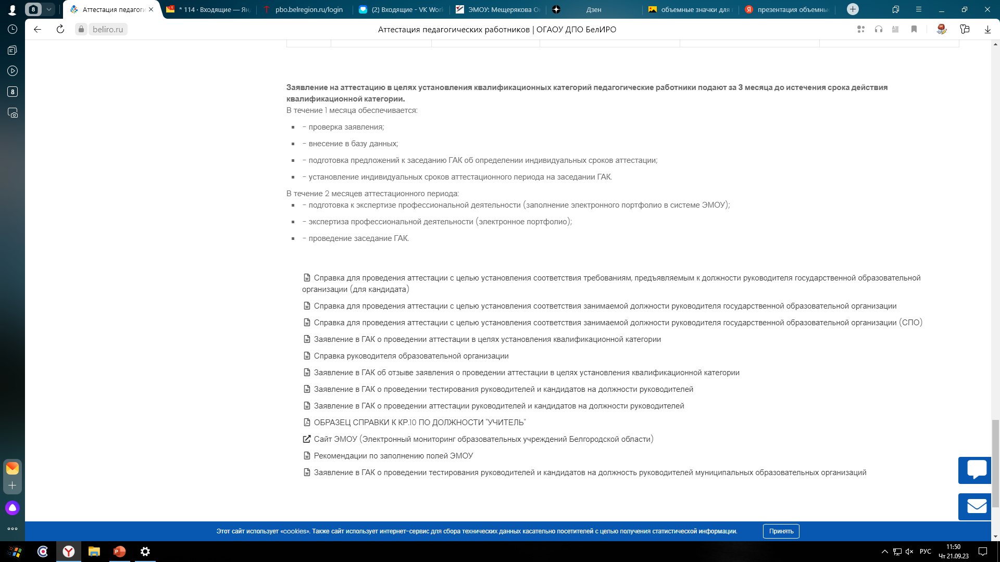 Аттестация педагоги
* 114 · Входящие — Ян
pbo.belregion.ru/login
(2) Входящие - VK Work
ЭМОУ: Мещерякова О
Дзен
объемные значки для
презентация объемны
beliro.ru
Аттестация педагогических работников | ОГАОУ ДПО БелИРО
Заявление на аттестацию в целях установления квалификационных категорий педагогические работники подают за 3 месяца до истечения срока действия
квалификационной категории.
В течение 1 месяца обеспечивается:
- проверка заявления;
- внесение в базу данных;
- подготовка предложений к заседанию ГАК об определении индивидуальных сроков аттестации;
- установление индивидуальных сроков аттестационного периода на заседании ГАК.
В течение 2 месяцев аттестационного периода:
- подготовка к экспертизе профессиональной деятельности (заполнение электронного портфолио в системе ЭМОУ);
- экспертиза профессиональной деятельности (электронное портфолио);
- проведение заседание ГАК.
Справка для проведения аттестации с целью установления соответствия требованиям, предъявляемым к должности руководителя государственной образовательной
организации (для кандидата)
Справка для проведения аттестации с целью установления соответствия занимаемой должности руководителя государственной образовательной организации
Справка для проведения аттестации с целью установления соответствия занимаемой должности руководителя государственной образовательной организации (СПО)
Заявление в ГАК о проведении аттестации в целях установления квалификационной категории
Справка руководителя образовательной организации
Заявление в ГАК об отзыве заявления о проведении аттестации в целях установления квалификационной категории
Заявление в ГАК о проведении тестирования руководителей и кандидатов на должности руководителей
Заявление в ГАК о проведении аттестации руководителей и кандидатов на должности руководителей
ОБРАЗЕЦ СПРАВКИ К КР.10 ПО ДОЛЖНОСТИ "УЧИТЕЛЬ"
Сайт ЭМОУ (Электронный мониторинг образовательных учреждений Белгородской области)
Рекомендации по заполнению полей ЭМОУ
Заявление в ГАК о проведении тестирования руководителей и кандидатов на должность руководителей муниципальных образовательных организаций
Этот сайт использует «cookies». Также сайт использует интернет-сервис для сбора технических данных касательно посетителей с целью получения статистической информации.
Принять
РУС
11:50
Чт 21.09.23
8
8